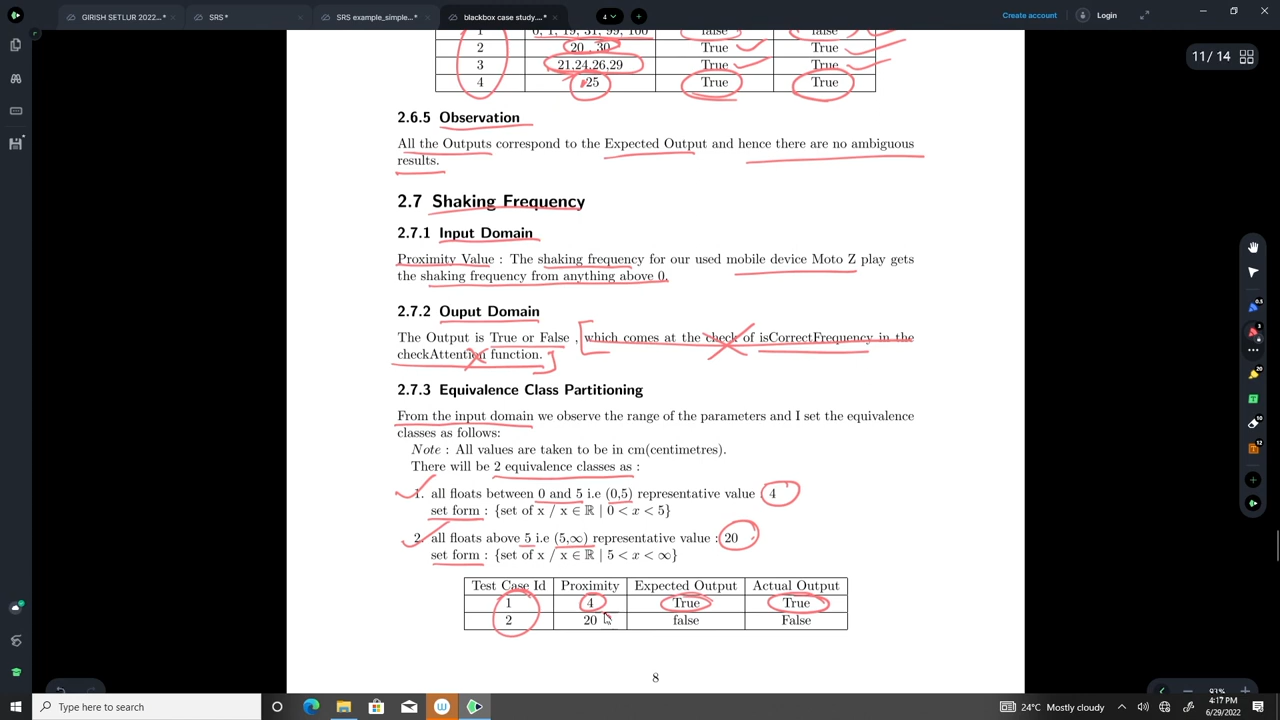 GIRISH SETLUR 2022...*
SRS*
SRS example_simple...*
blackbox case study....*
4
Create account
Login
11 / 14
1 0, 1, 19, 31, 99, 100 false false
2 20 , 30 True True
3 21,24,26,29 True True
4 25 True True
2.6.5 Observation
All the Outputs correspond to the Expected Output and hence there are no ambiguous
results.
2.7 Shaking Frequency
2.7.1 Input Domain
Proximity Value : The shaking frequency for our used mobile device Moto Z play gets
the shaking frequency from anything above 0.
2.7.2 Ouput Domain
The Output is True or False , which comes at the check of isCorrectFrequency in the
checkAttention function.
2.7.3 Equivalence Class Partitioning
From the input domain we observe the range of the parameters and I set the equivalence
classes as follows:
Note : All values are taken to be in cm(centimetres).
There will be 2 equivalence classes as :
1. all floats between 0 and 5 i.e (0,5) representative value : 4
set form : {set of x / x ∈ ℝ | 0 < x < 5}
2. all floats above 5 i.e (5,∞) representative value : 20
set form : {set of x / x ∈ ℝ | 5 < x < ∞}
Test Case Id Proximity Expected Output Actual Output
1 4 True True
2 20 false False
8
93%
Type here to search
24°C Mostly cloudy
4:17 PM
6/29/2022